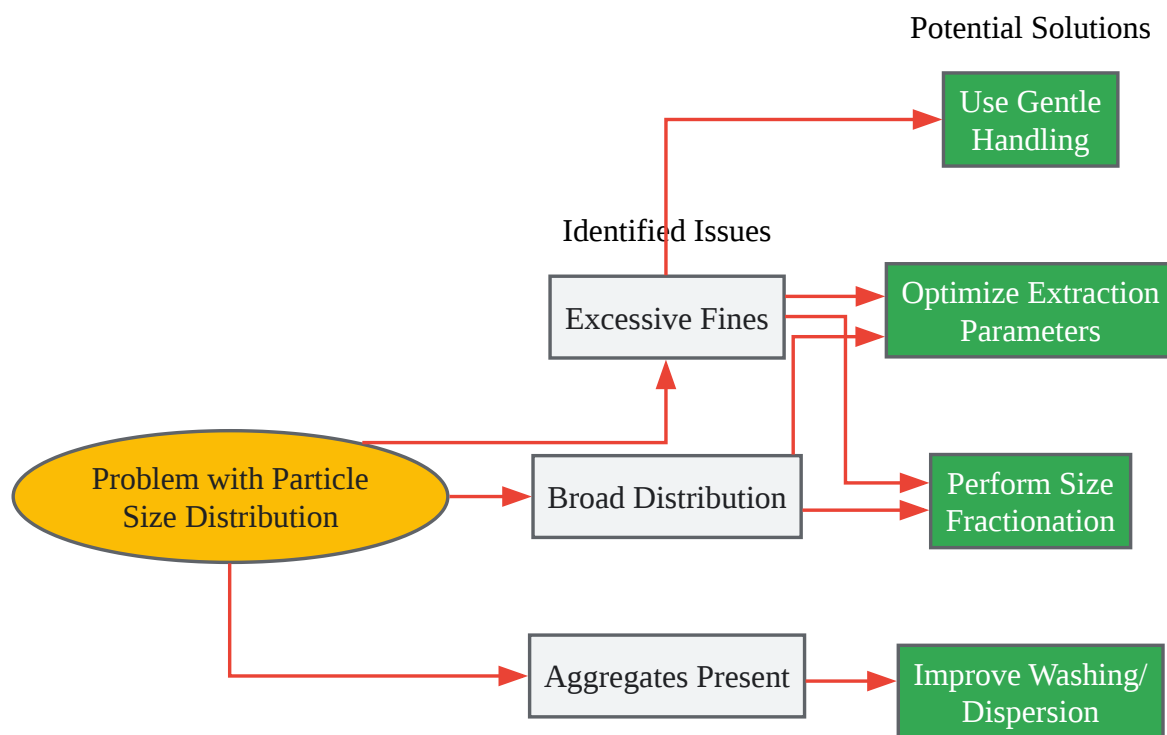 Potential Solutions
Use Gentle
Handling
Identified Issues
Excessive Fines
Optimize Extraction
Parameters
Problem with Particle
Size Distribution
Broad Distribution
Perform Size
Fractionation
Aggregates Present
Improve Washing/
Dispersion